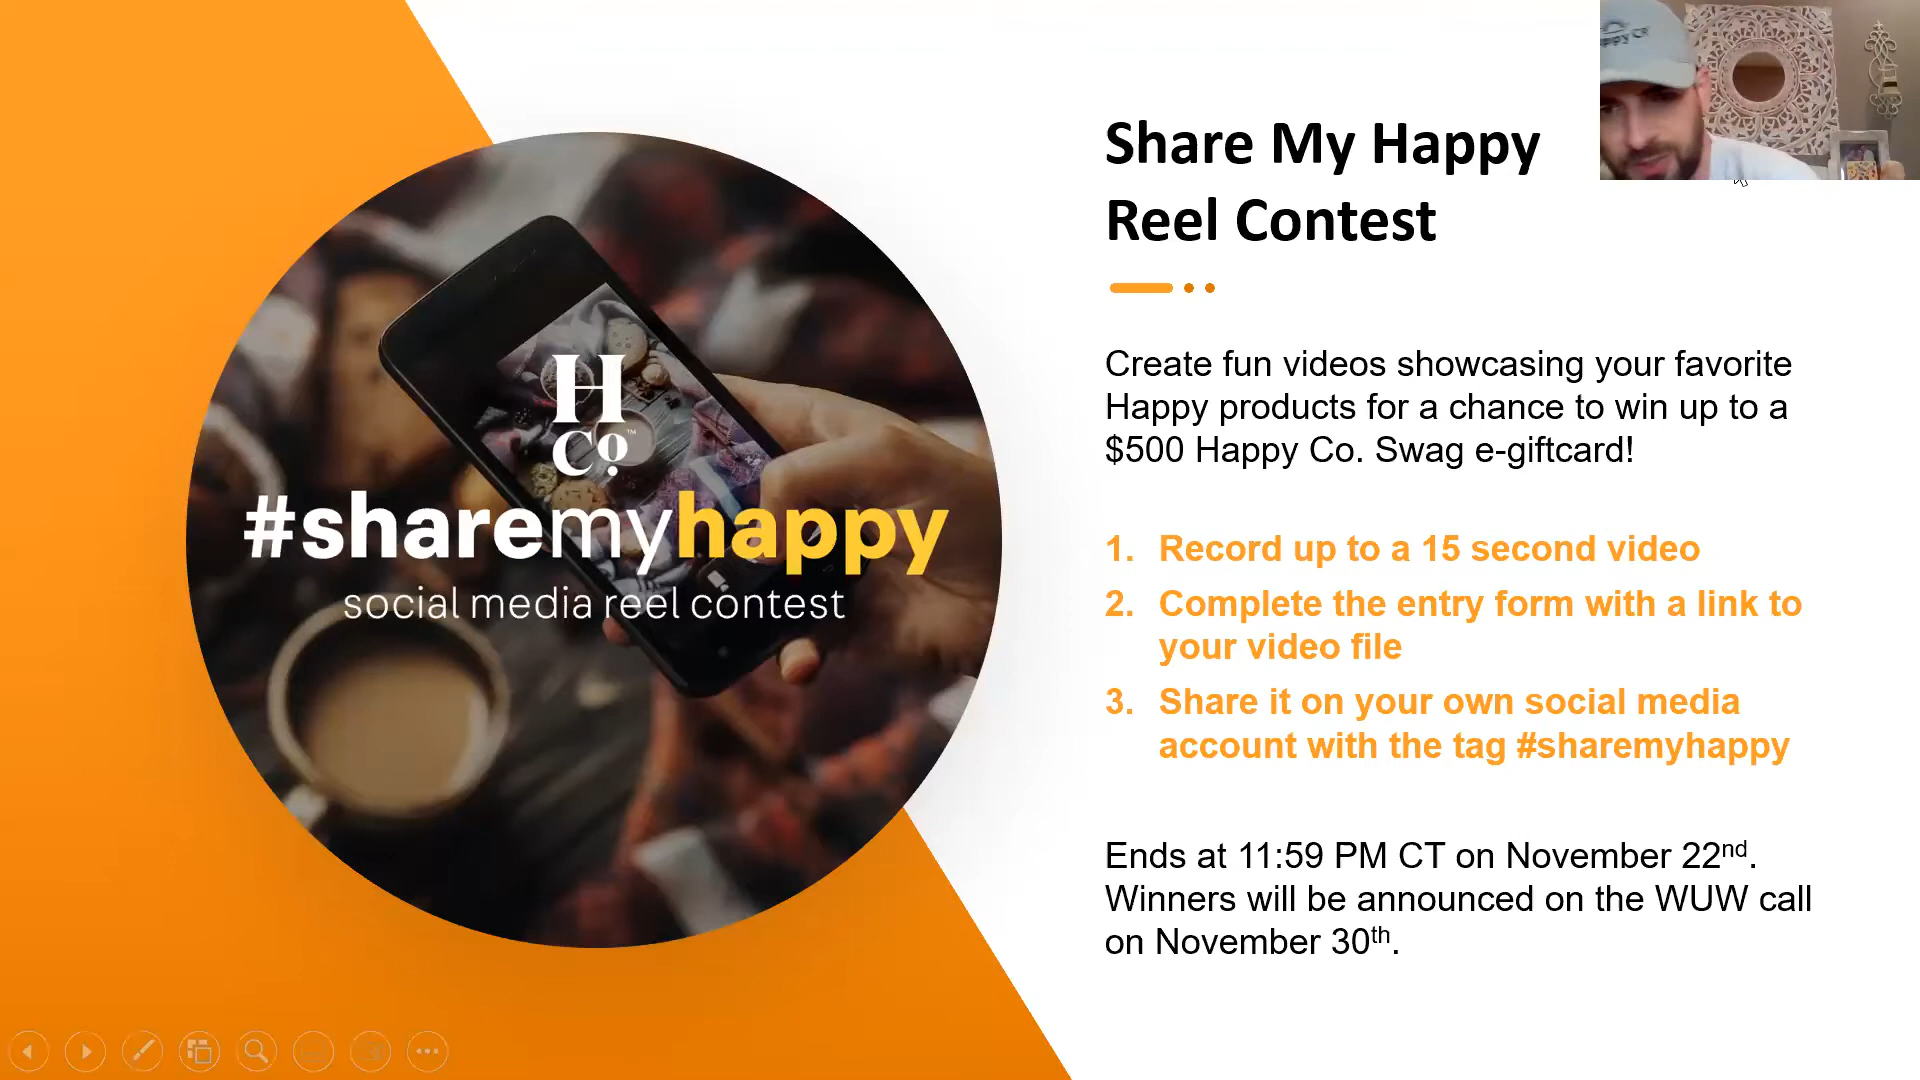 Share My Happy
Reel Contest
Create fun videos showcasing your favorite
Happy products for a chance to win up to a
$500 Happy Co. Swag e-giftcard!
1. Record up to a 15 second video
2. Complete the entry form with a link to
your video file
3. Share it on your own social media
account with the tag #sharemyhappy
Ends at 11:59 PM CT on November 22nd.
Winners will be announced on the WUW call
on November 30th.
H
Co™
#sharemyhappy
social media reel contest